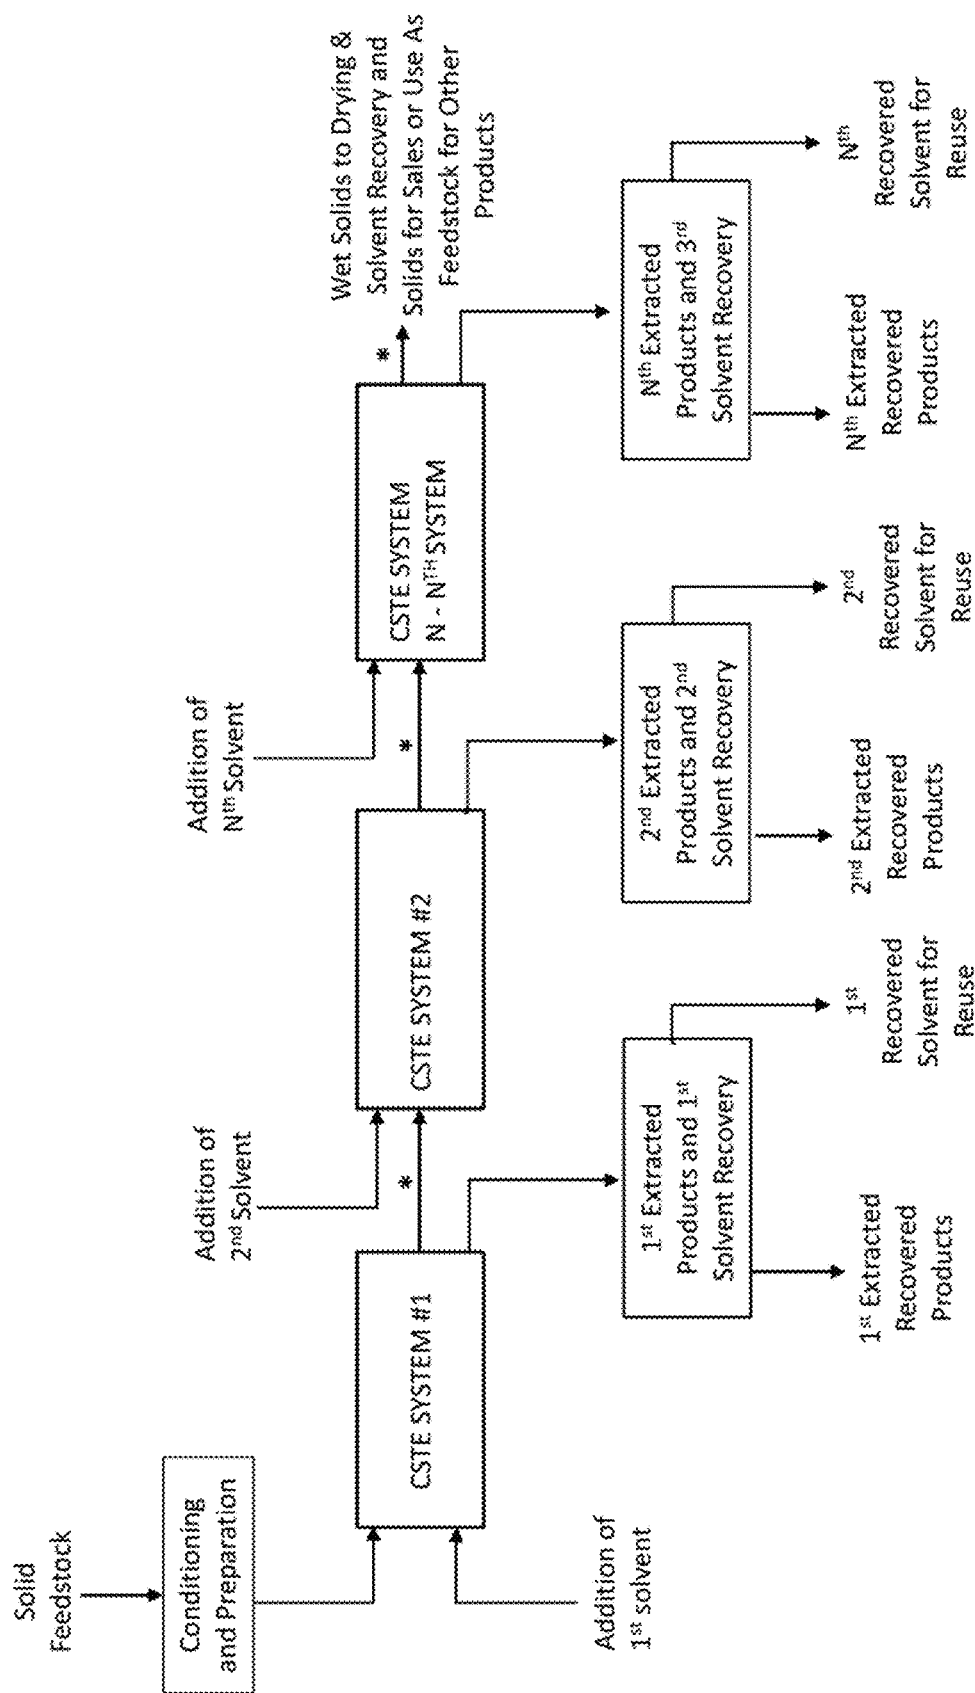 Solid
Feedstock
Conditioning
and Preparation
Addition of
1st solvent
CSTE SYSTEM #1
*
Addition of
2nd Solvent
1st Extracted
Products and 1st
Solvent Recovery
1st Extracted
Recovered
Products
1st
Recovered
Solvent for
Reuse
CSTE SYSTEM #2
*
Addition of
Nth Solvent
2nd Extracted
Products and 2nd
Solvent Recovery
2nd Extracted
Recovered
Products
2nd
Recovered
Solvent for
Reuse
CSTE SYSTEM
N - NTH SYSTEM
*
Wet Solids to Drying &
Solvent Recovery and
Solids for Sales or Use As
Feedstock for Other
Products
Nth Extracted
Products and 3rd
Solvent Recovery
Nth Extracted
Recovered
Products
Nth
Recovered
Solvent for
Reuse